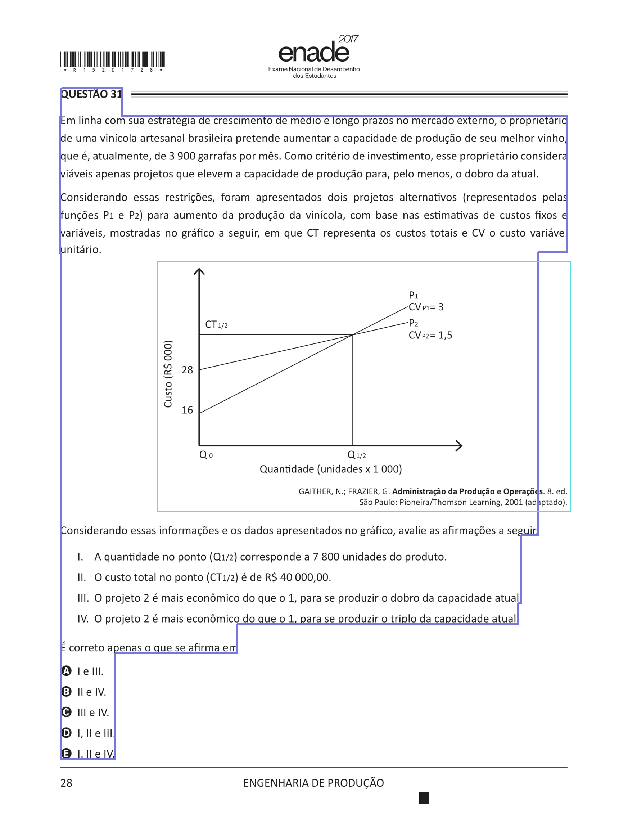 2017
enade
Exame Nacional de Desempenho
dos Estudantes
*R1520172B*
QUESTÃO 31
Em linha com sua estratégia de crescimento de médio e longo prazos no mercado externo, o proprietário
de uma vinícola artesanal brasileira pretende aumentar a capacidade de produção de seu melhor vinho,
que é, atualmente, de 3 900 garrafas por mês. Como critério de investimento, esse proprietário considera
viáveis apenas projetos que elevem a capacidade de produção para, pelo menos, o dobro da atual.
Considerando essas restrições, foram apresentados dois projetos alternativos (representados pelas
funções P1 e P2) para aumento da produção da vinícola, com base nas estimativas de custos fixos e
variáveis, mostradas no gráfico a seguir, em que CT representa os custos totais e CV o custo variável
unitário.
P1
CVP1= 3
P2
CVP2= 1,5
CT1/2
Custo (R$ 000)
28
16
Q0
Q1/2
Quantidade (unidades x 1 000)
GAITHER, N.; FRAZIER, G. Administração da Produção e Operações. 8. ed.
São Paulo: Pioneira/Thomson Learning, 2001 (adaptado).
Considerando essas informações e os dados apresentados no gráfico, avalie as afirmações a seguir.
I. A quantidade no ponto (Q1/2) corresponde a 7 800 unidades do produto.
II. O custo total no ponto (CT1/2) é de R$ 40 000,00.
III. O projeto 2 é mais econômico do que o 1, para se produzir o dobro da capacidade atual.
IV. O projeto 2 é mais econômico do que o 1, para se produzir o triplo da capacidade atual.
É correto apenas o que se afirma em
A I e III.
B II e IV.
C III e IV.
D I, II e III.
E I, II e IV.
28
ENGENHARIA DE PRODUÇÃO